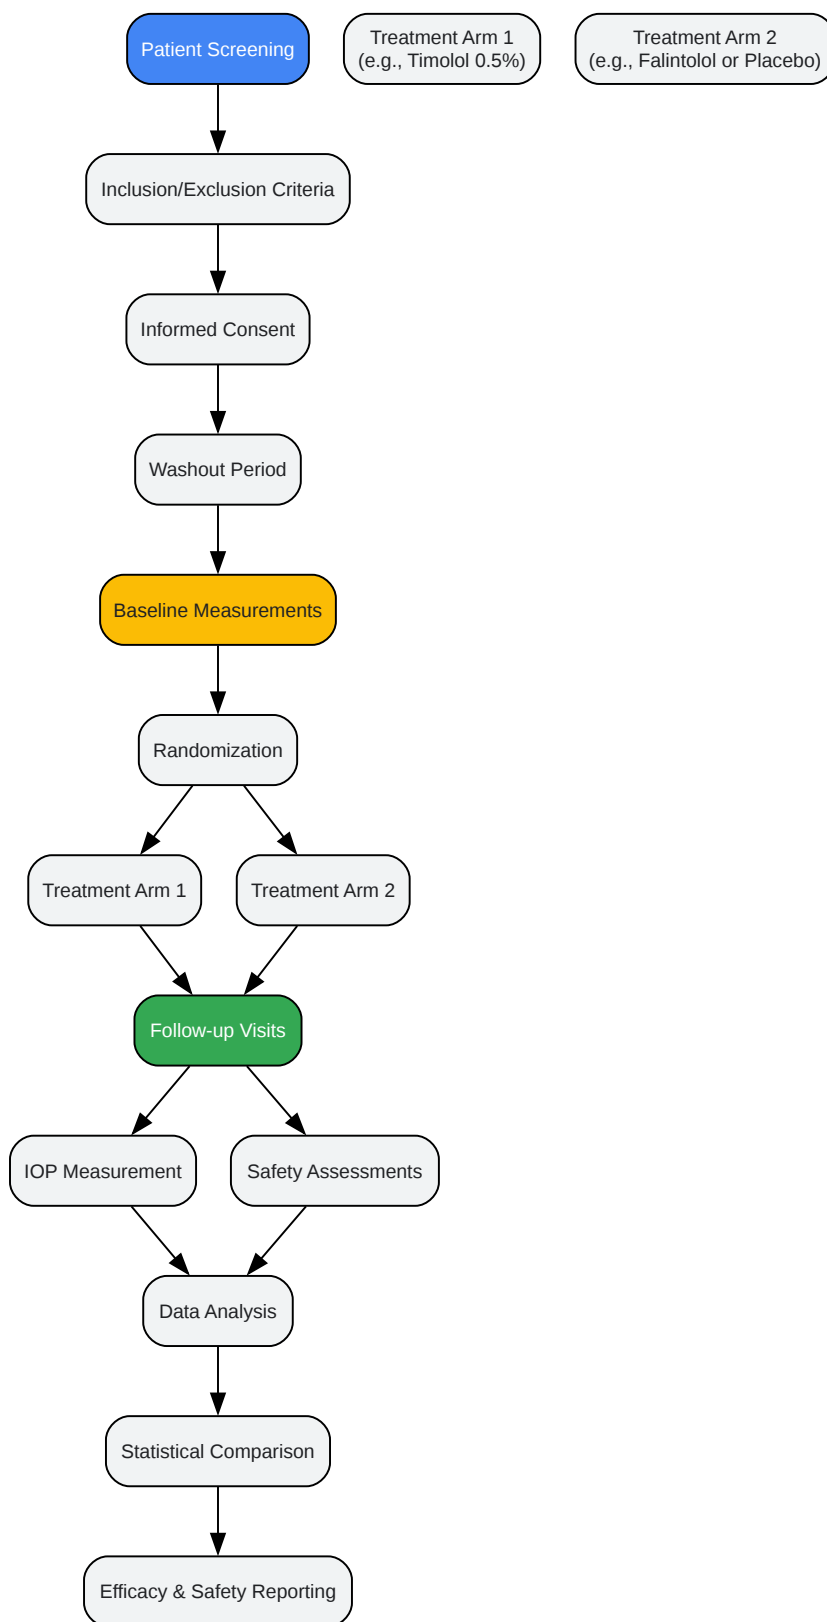 Patient Screening
Treatment Arm 1
(e.g., Timolol 0.5%)
Treatment Arm 2
(e.g., Falintolol or Placebo)
Inclusion/Exclusion Criteria
Informed Consent
Washout Period
Baseline Measurements
Randomization
Treatment Arm 1
Treatment Arm 2
Follow-up Visits
IOP Measurement
Safety Assessments
Data Analysis
Statistical Comparison
Efficacy & Safety Reporting